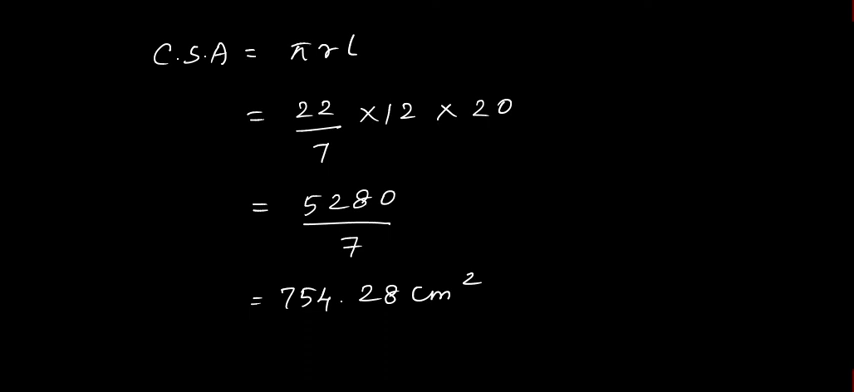 C.S.A = πrl
= 22/7 ×12 × 20
= 5280/7
= 754.28 cm²